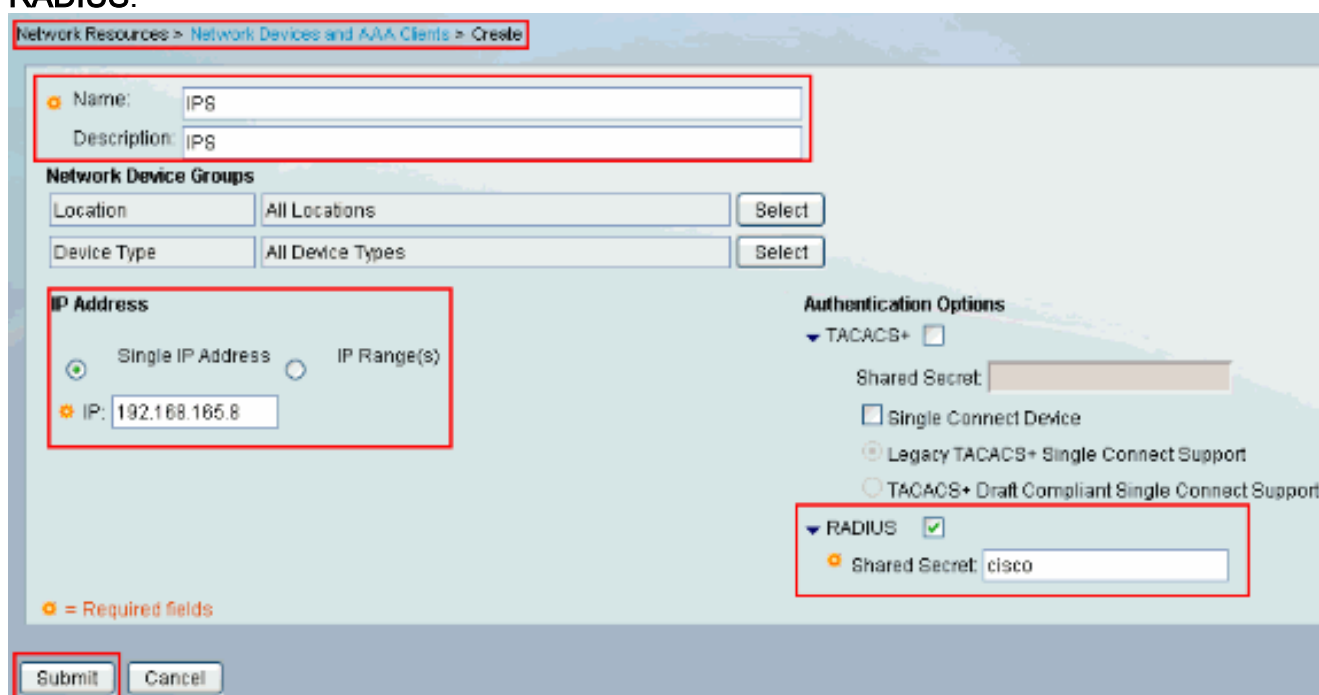 RADIUS.
Network Resources > Network Devices and AAA Clients > Create
Name: IPS
Description: IPS
Network Device Groups
Location All Locations Select
Device Type All Device Types Select
IP Address
Single IP Address IP Range(s)
IP: 192.168.165.8
Authentication Options
TACACS+
Shared Secret:
Single Connect Device
Legacy TACACS+ Single Connect Support
TACACS+ Draft Compliant Single Connect Support
RADIUS
Shared Secret: cisco
= Required fields
Submit Cancel